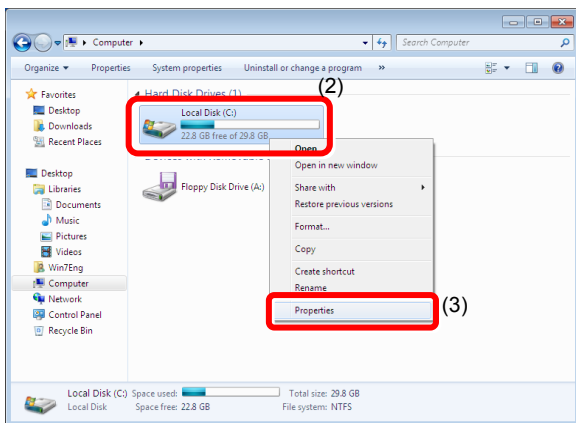 Computer
Search Computer
Organize Properties System properties Uninstall or change a program »
Favorites
Desktop
Downloads
Recent Places
Desktop
Libraries
Documents
Music
Pictures
Videos
Win7Eng
Computer
Network
Control Panel
Recycle Bin
Hard Disk Drives (1)
(2)
Local Disk (C:)
22.8 GB free of 29.8 GB
Floppy Disk Drive (A:)
Open
Open in new window
Share with
Restore previous versions
Format...
Copy
Create shortcut
Rename
Properties
(3)
Local Disk (C:) Space used: Total size: 29.8 GB
Local Disk Space free: 22.8 GB File system: NTFS